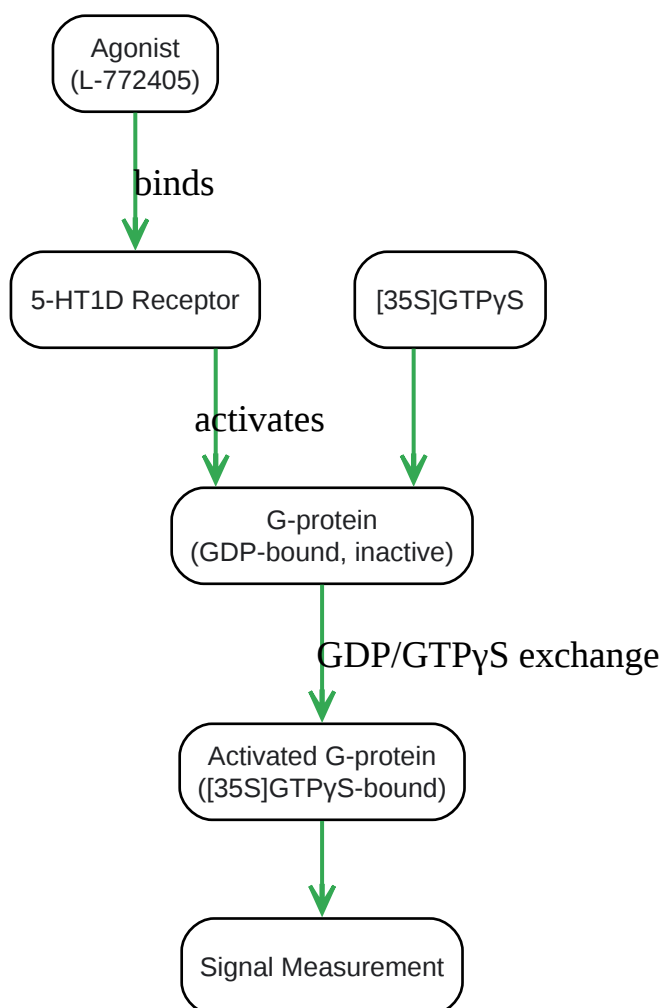 Agonist
(L-772405)
binds
5-HT1D Receptor
[35S]GTPγS
activates
G-protein
(GDP-bound, inactive)
GDP/GTPγS exchange
Activated G-protein
([35S]GTPγS-bound)
Signal Measurement